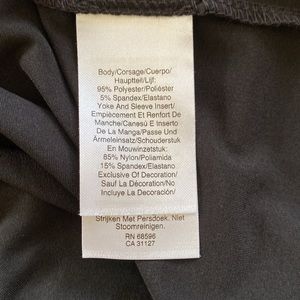 Body/Corsage/Cuerpo/
Hauptteil/Lijf:
95% Polyester/Poliéster
5% Spandex/Elastano
Yoke And Sleeve Insert/
Empiècement Et Renfort De
Manche/Canesú E Inserto
De La Manga/Passe Und
Ärmeleinsatz/Schouderstuk
En Mouwinzetstuk:
85% Nylon/Poliamida
15% Spandex/Elastano.
Exclusive Of Decoration/
Sauf La Décoration/No
Incluye La Decoración/
Strijken Met Persdoek. Niet
Stoomreinigen.
RN 68596
CA 31127